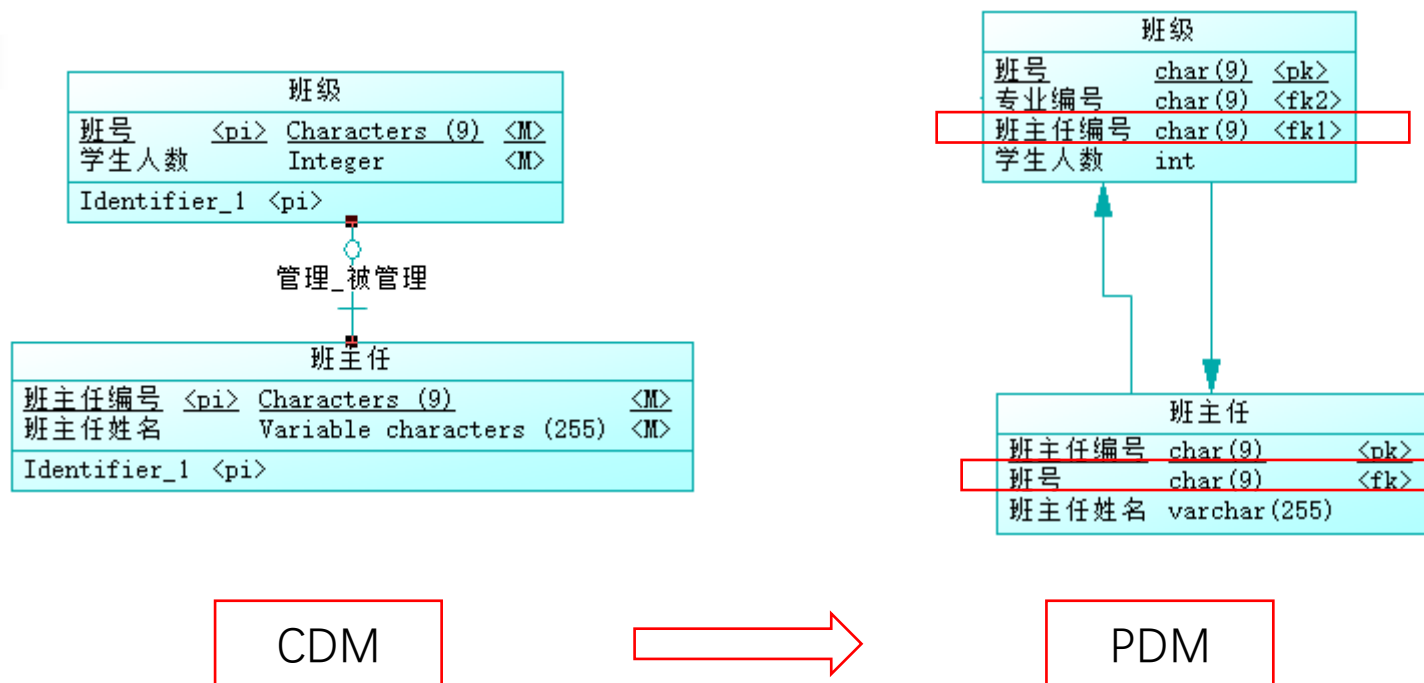 班级
班号 <pi> Characters (9) <M>
学生人数 Integer <M>
Identifier_1 <pi>
管理_被管理
班主任
班主任编号 <pi> Characters (9) <M>
班主任姓名 Variable characters (255) <M>
Identifier_1 <pi>
班级
班号 char(9) <pk>
专业编号 char(9) <fk2>
班主任编号 char(9) <fk1>
学生人数 int
班主任
班主任编号 char(9) <pk>
班号 char(9) <fk>
班主任姓名 varchar(255)
CDM
PDM